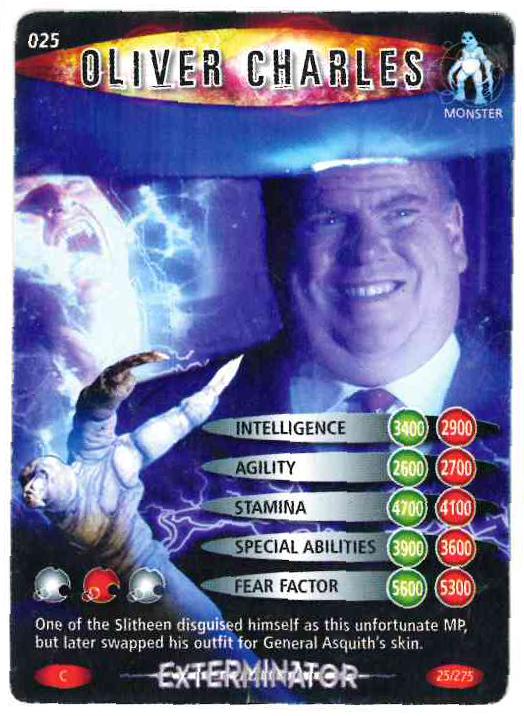 025
OLIVER CHARLES
MONSTER
INTELLIGENCE 3400 2900
AGILITY 2600 2700
STAMINA 4700 4100
SPECIAL ABILITIES 3900 3600
FEAR FACTOR 5600 5300
One of the Slitheen disguised himself as this unfortunate MP,
but later swapped his outfit for General Asquith's skin.
C EXTERMINATOR 25/275